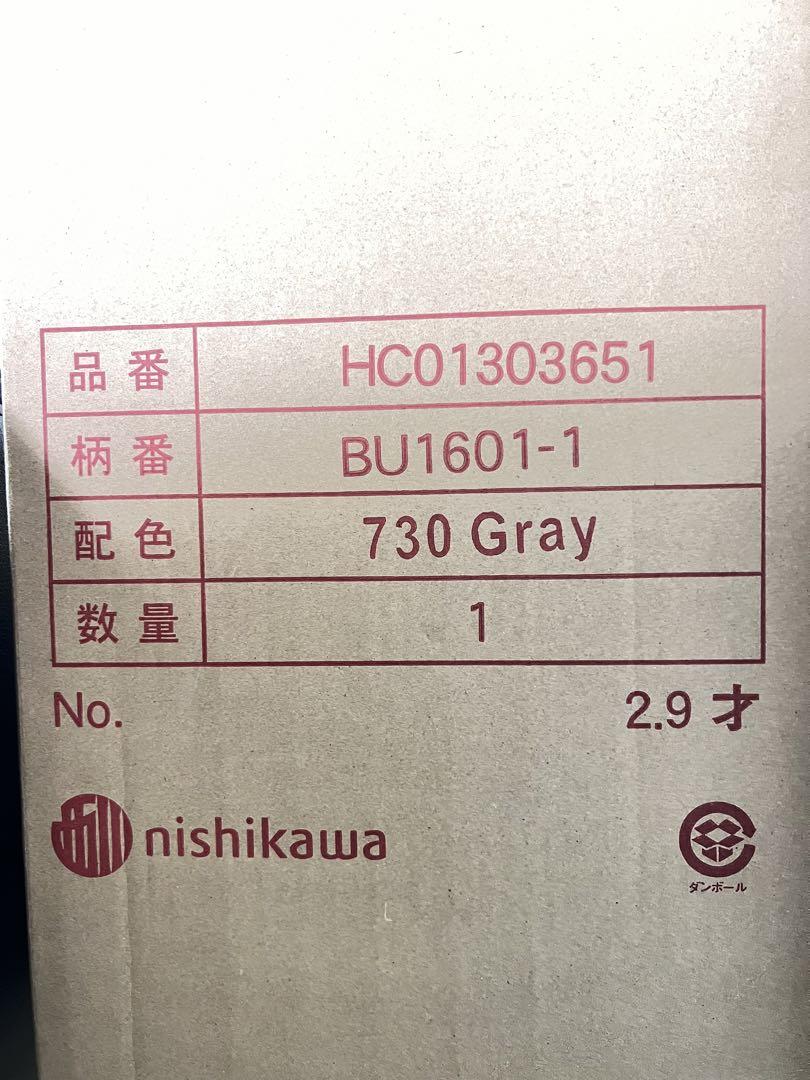 品番 HC01303651
柄番 BU1601-1
配色 730 Gray
数量 1
No. 2.9 才
nishikawa
ダンボール